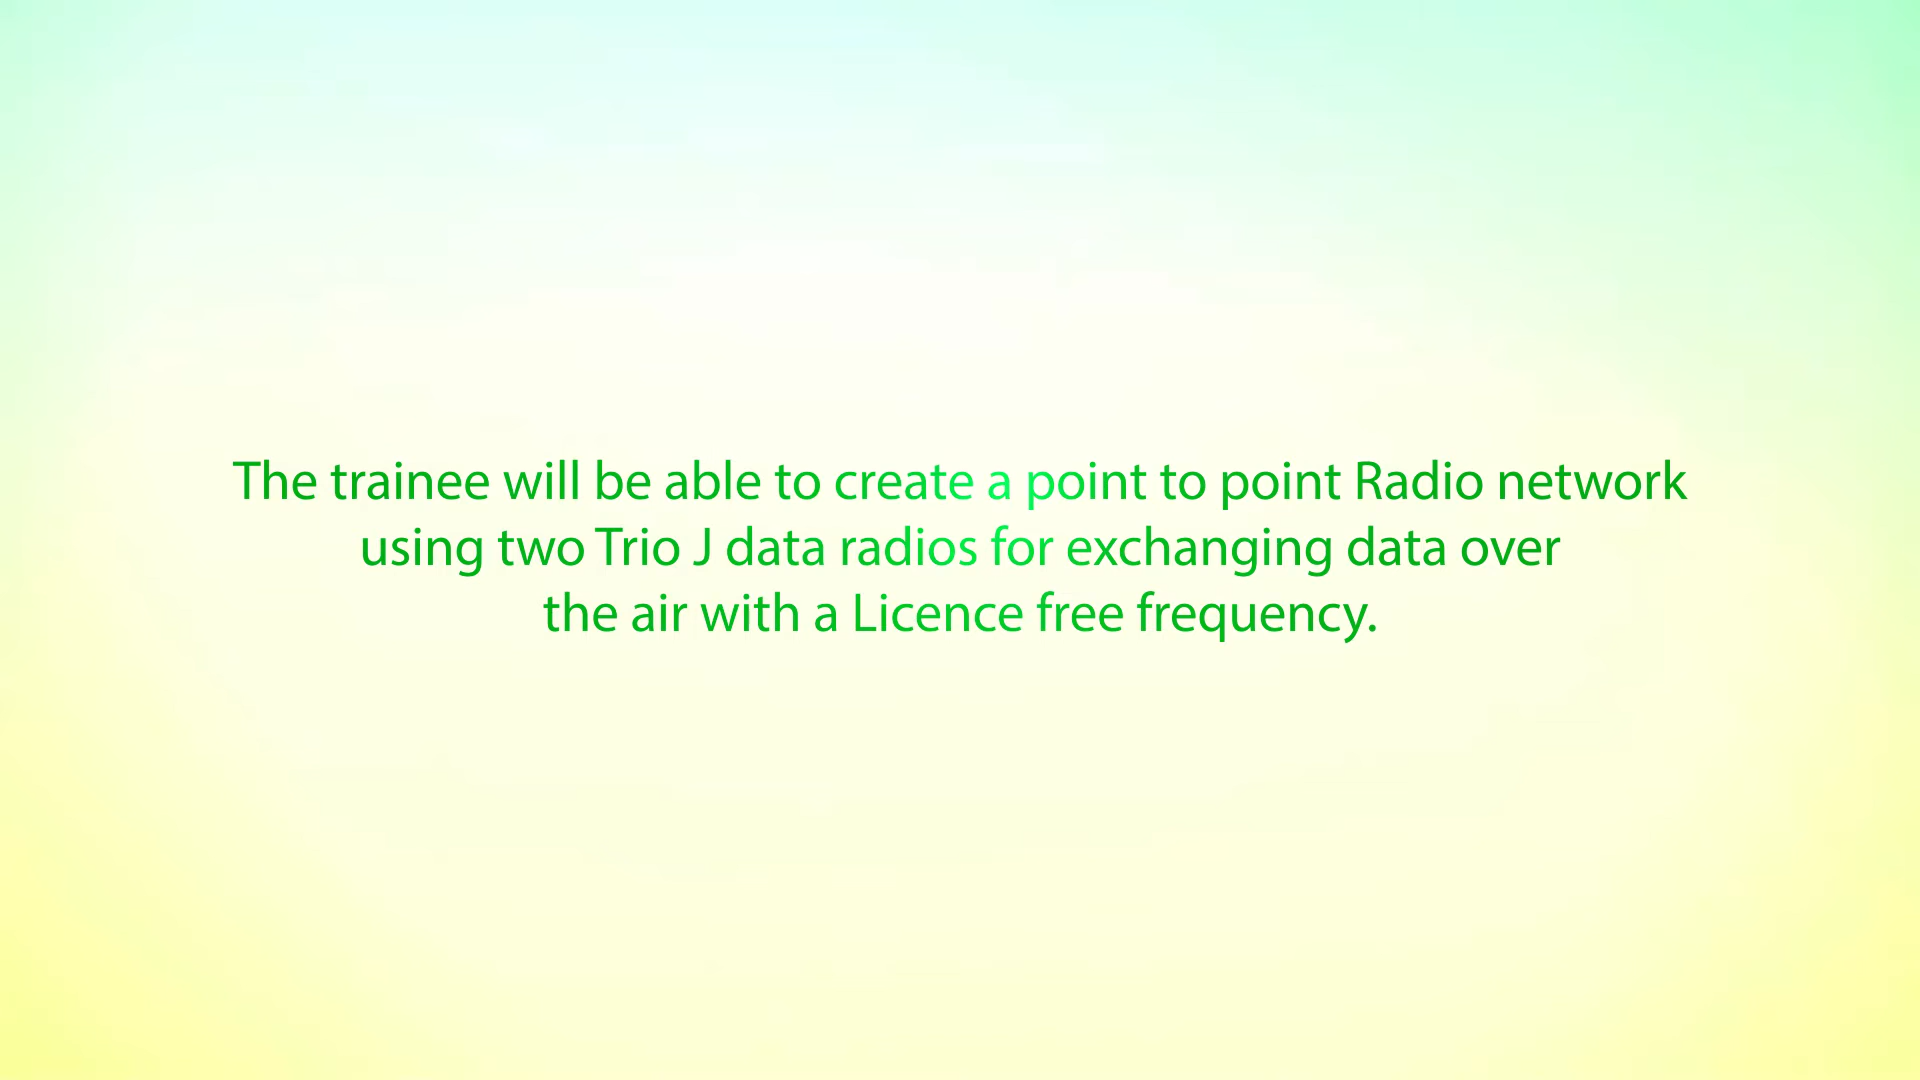 The trainee will be able to create a point to point Radio network
using two Trio J data radios for exchanging data over
the air with a Licence free frequency.